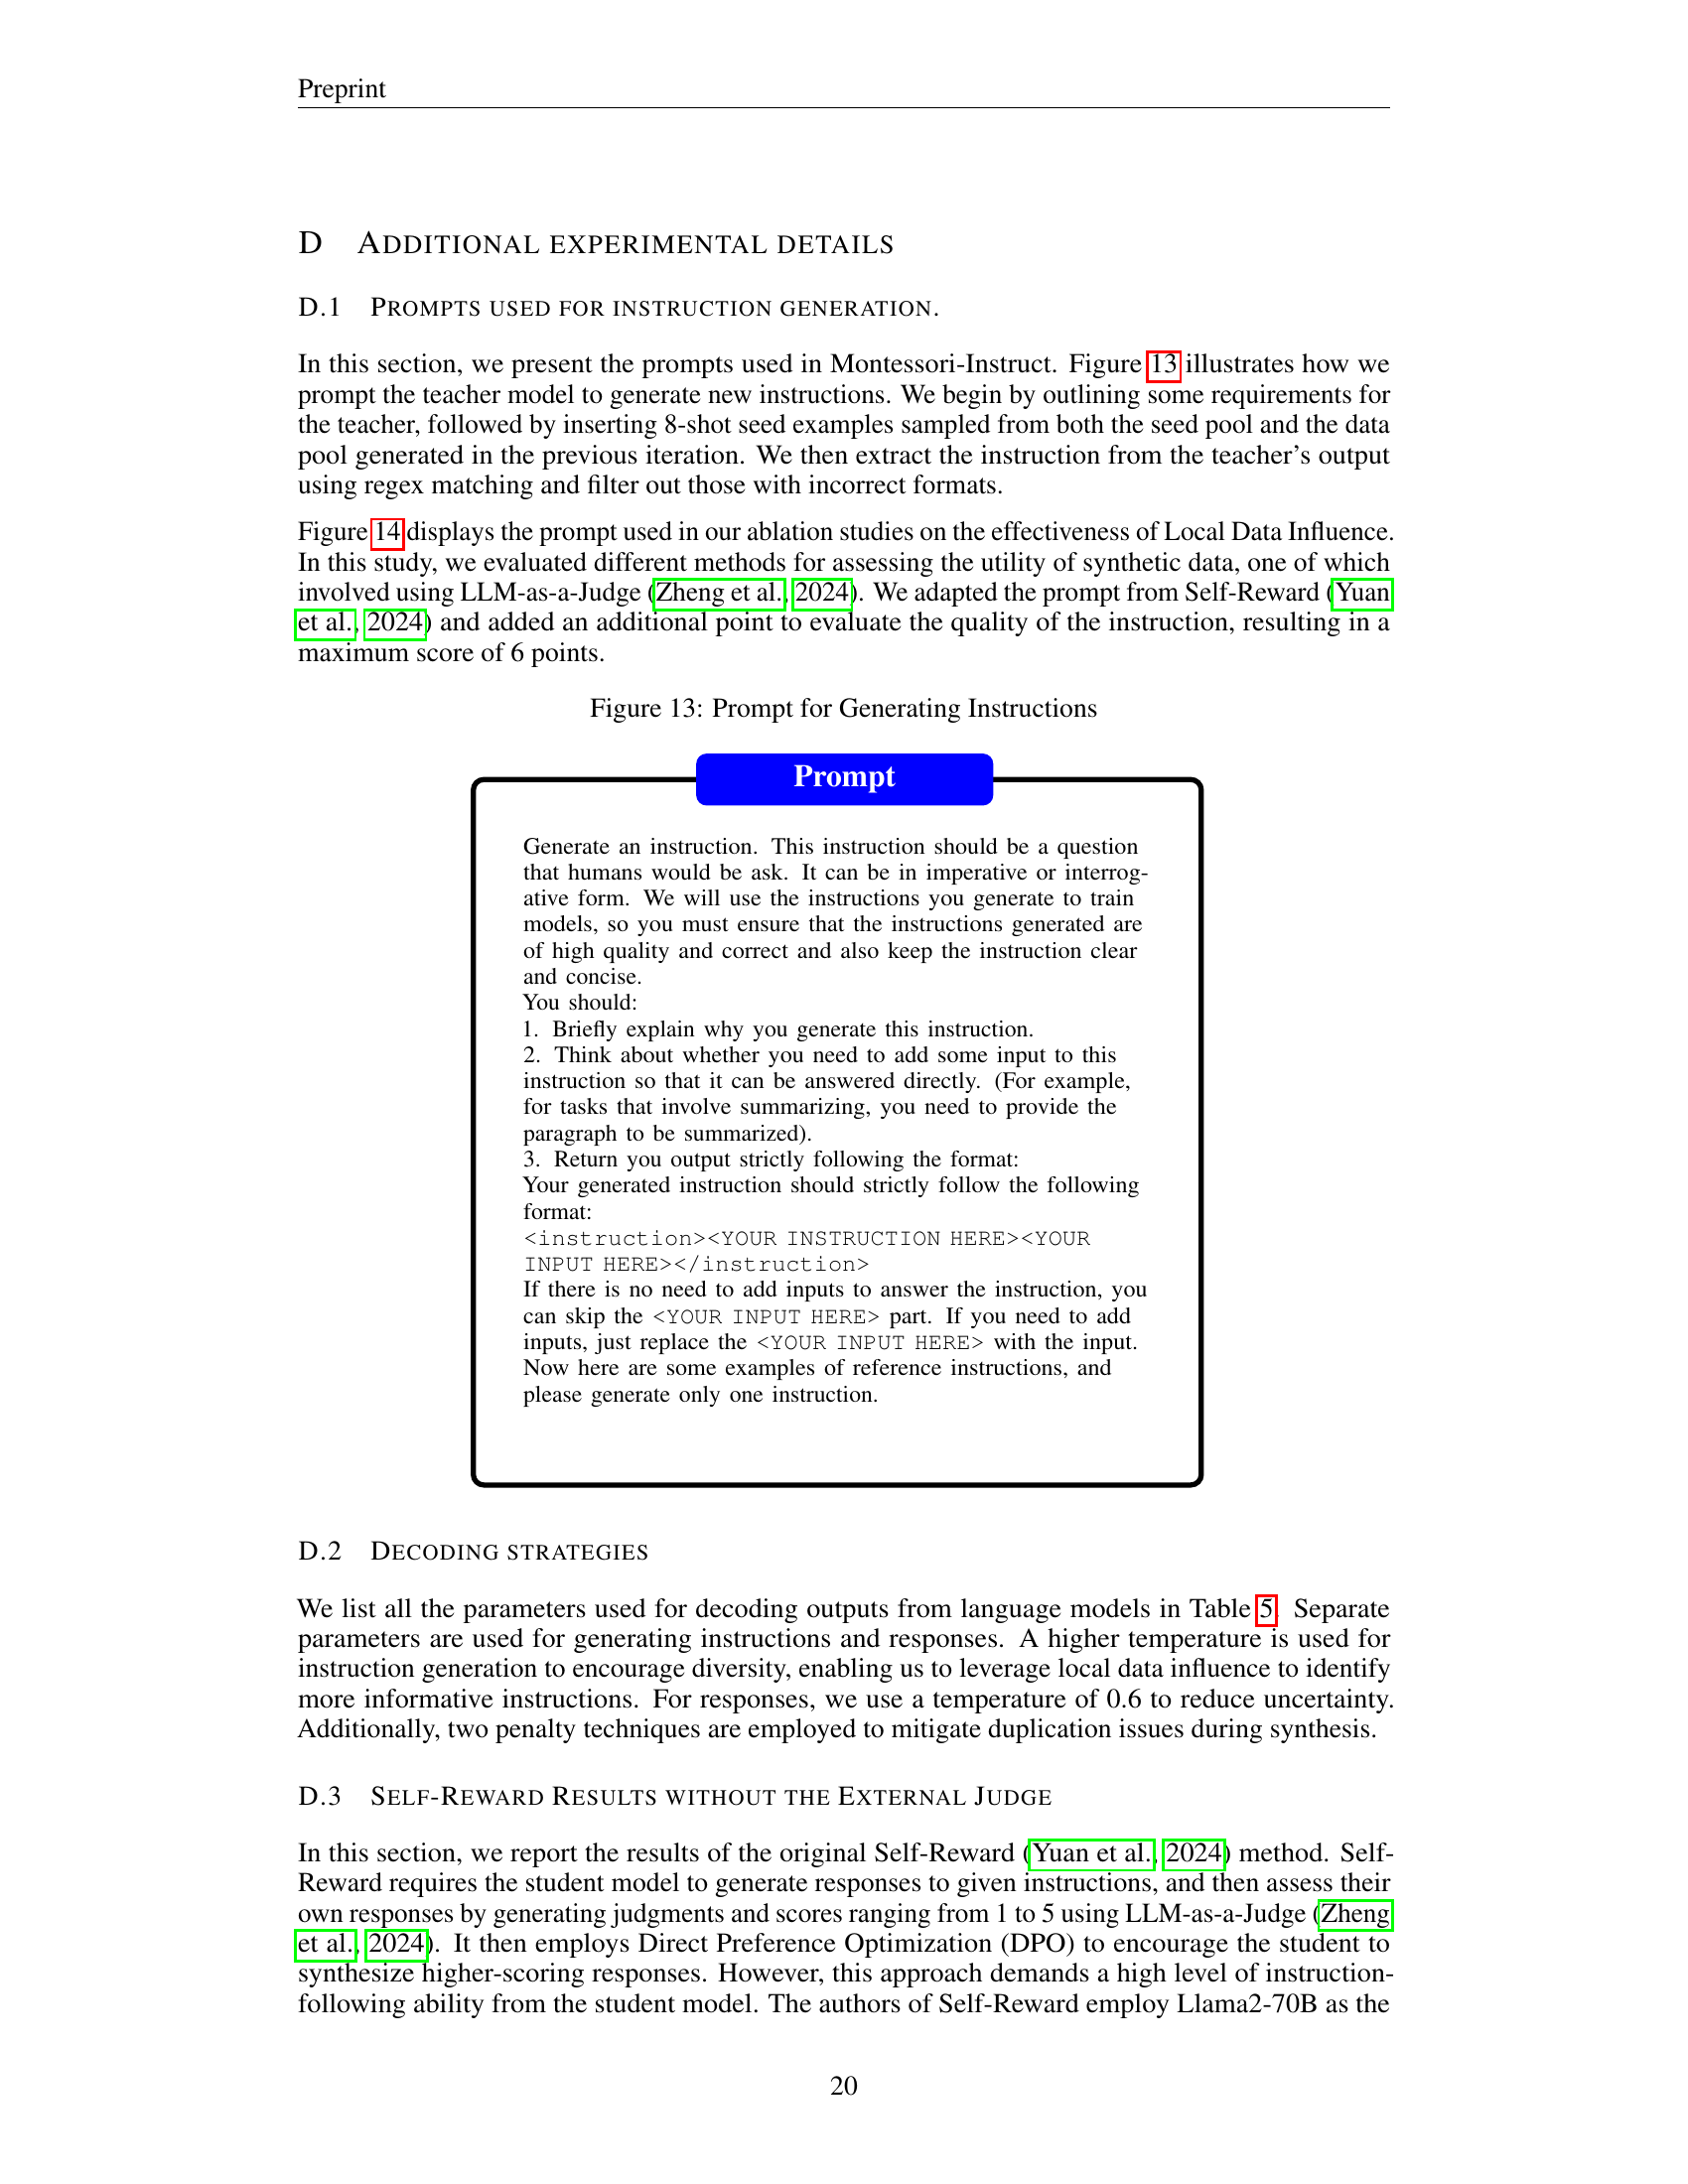 Preprint
D ADDITIONAL EXPERIMENTAL DETAILS
D.1 PROMPTS USED FOR INSTRUCTION GENERATION.
In this section, we present the prompts used in Montessori-Instruct. Figure 13 illustrates how we
prompt the teacher model to generate new instructions. We begin by outlining some requirements for
the teacher, followed by inserting 8-shot seed examples sampled from both the seed pool and the data
pool generated in the previous iteration. We then extract the instruction from the teacher's output
using regex matching and filter out those with incorrect formats.
Figure 14 displays the prompt used in our ablation studies on the effectiveness of Local Data Influence.
In this study, we evaluated different methods for assessing the utility of synthetic data, one of which
involved using LLM-as-a-Judge (Zheng et al., 2024). We adapted the prompt from Self-Reward (Yuan
et al., 2024) and added an additional point to evaluate the quality of the instruction, resulting in a
maximum score of 6 points.
Figure 13: Prompt for Generating Instructions
Prompt
Generate an instruction. This instruction should be a question
that humans would be ask. It can be in imperative or interrog-
ative form. We will use the instructions you generate to train
models, so you must ensure that the instructions generated are
of high quality and correct and also keep the instruction clear
and concise.
You should:
1. Briefly explain why you generate this instruction.
2. Think about whether you need to add some input to this
instruction so that it can be answered directly. (For example,
for tasks that involve summarizing, you need to provide the
paragraph to be summarized).
3. Return you output strictly following the format:
Your generated instruction should strictly follow the following
format:
<instruction><YOUR INSTRUCTION HERE><YOUR
INPUT HERE></instruction>
If there is no need to add inputs to answer the instruction, you
can skip the <YOUR INPUT HERE> part. If you need to add
inputs, just replace the <YOUR INPUT HERE> with the input.
Now here are some examples of reference instructions, and
please generate only one instruction.
D.2 DECODING STRATEGIES
We list all the parameters used for decoding outputs from language models in Table 5. Separate
parameters are used for generating instructions and responses. A higher temperature is used for
instruction generation to encourage diversity, enabling us to leverage local data influence to identify
more informative instructions. For responses, we use a temperature of 0.6 to reduce uncertainty.
Additionally, two penalty techniques are employed to mitigate duplication issues during synthesis.
D.3 SELF-REWARD RESULTS WITHOUT THE EXTERNAL JUDGE
In this section, we report the results of the original Self-Reward (Yuan et al., 2024) method. Self-
Reward requires the student model to generate responses to given instructions, and then assess their
own responses by generating judgments and scores ranging from 1 to 5 using LLM-as-a-Judge (Zheng
et al., 2024). It then employs Direct Preference Optimization (DPO) to encourage the student to
synthesize higher-scoring responses. However, this approach demands a high level of instruction-
following ability from the student model. The authors of Self-Reward employ Llama2-70B as the
20